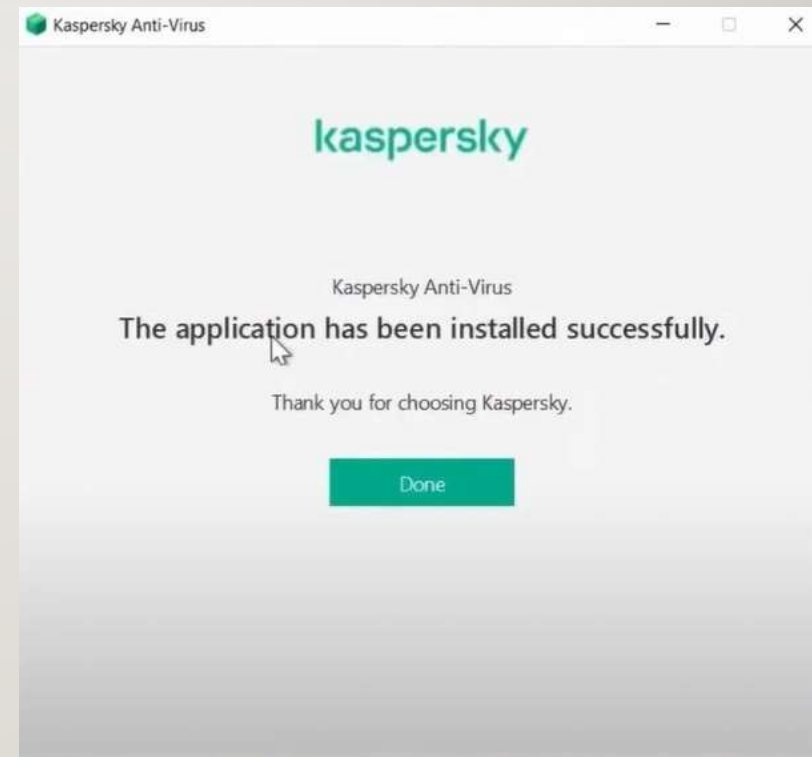 Kaspersky Anti-Virus
kaspersky
Kaspersky Anti-Virus
The application has been installed successfully.
Thank you for choosing Kaspersky.
Done